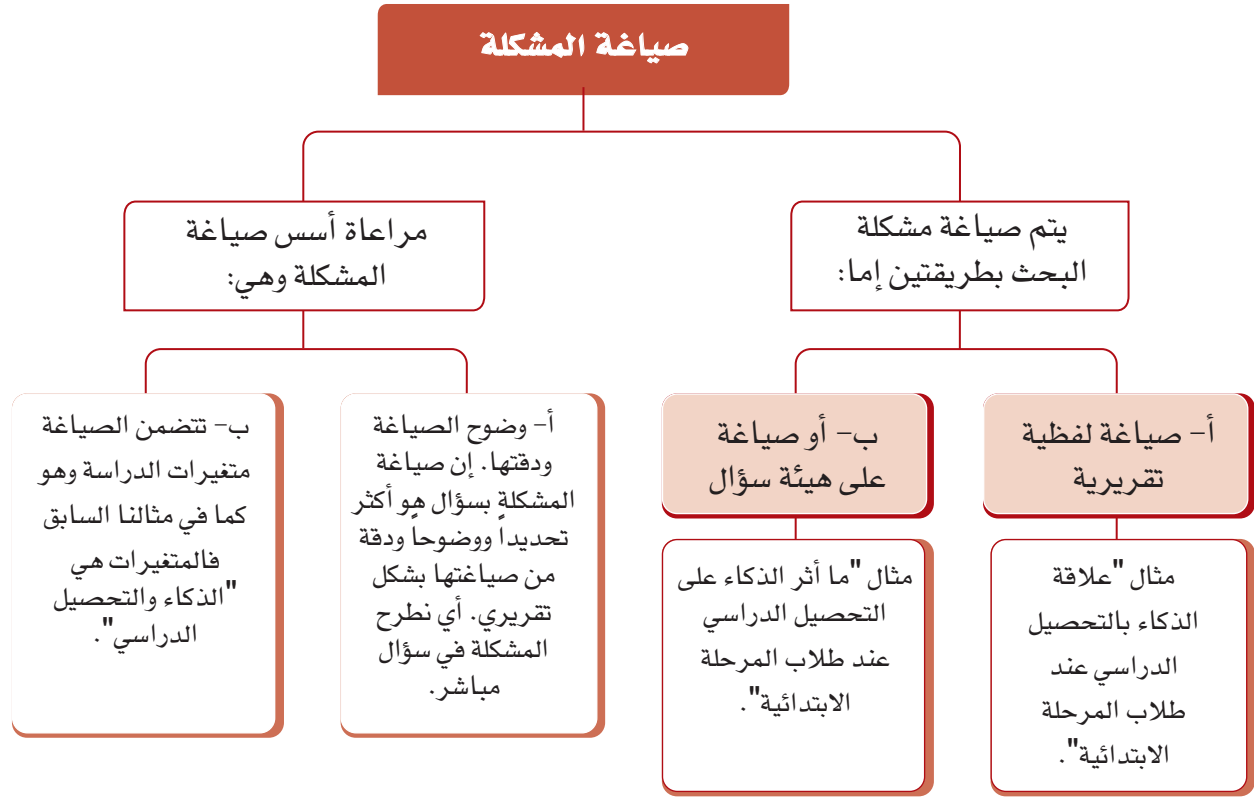 صياغة المشكلة
يتم صياغة مشكلة
البحث بطريقتين إما:
أ- صياغة لفظية
تقريرية
مثال "علاقة
الذكاء بالتحصيل
الدراسي عند
طلاب المرحلة
الابتدائية".
ب- أو صياغة
على هيئة سؤال
مثال "ما أثر الذكاء على
التحصيل الدراسي
عند طلاب المرحلة
الابتدائية".
مراعاة أسس صياغة
المشكلة وهي:
أ- وضوح الصياغة
ودقتها. إن صياغة
المشكلة بسؤال هو أكثر
تحديداً ووضوحاً ودقة
من صياغتها بشكل
تقريري. أي نطرح
المشكلة في سؤال
مباشر.
ب- تتضمن الصياغة
متغيرات الدراسة وهو
كما في مثالنا السابق
فالمتغيرات هي
"الذكاء والتحصيل
الدراسي".